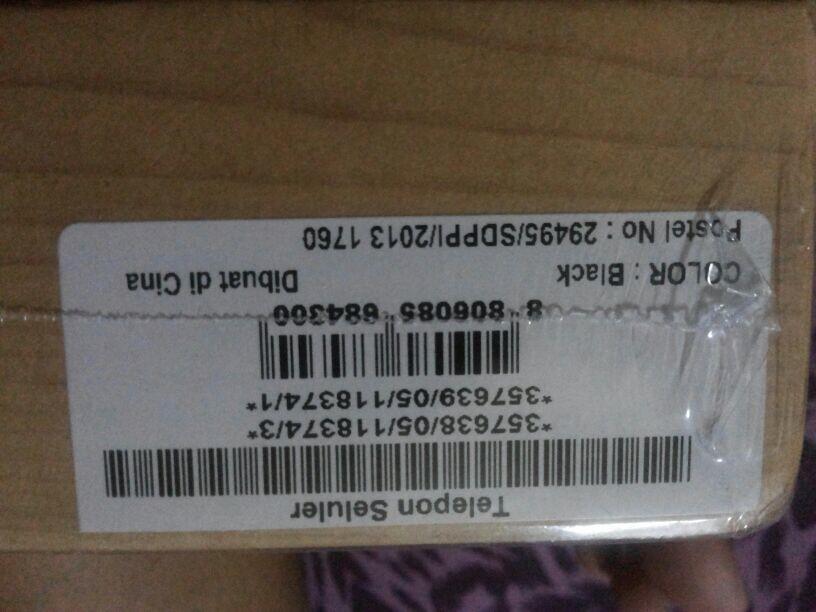 Telepon Seluler
*357638/05/118374/3*
*357639/05/118374/1*
8 806085 684300
COLOR : Black Dibuat di Cina
Postel No : 29495/SDPPI/2013 1760